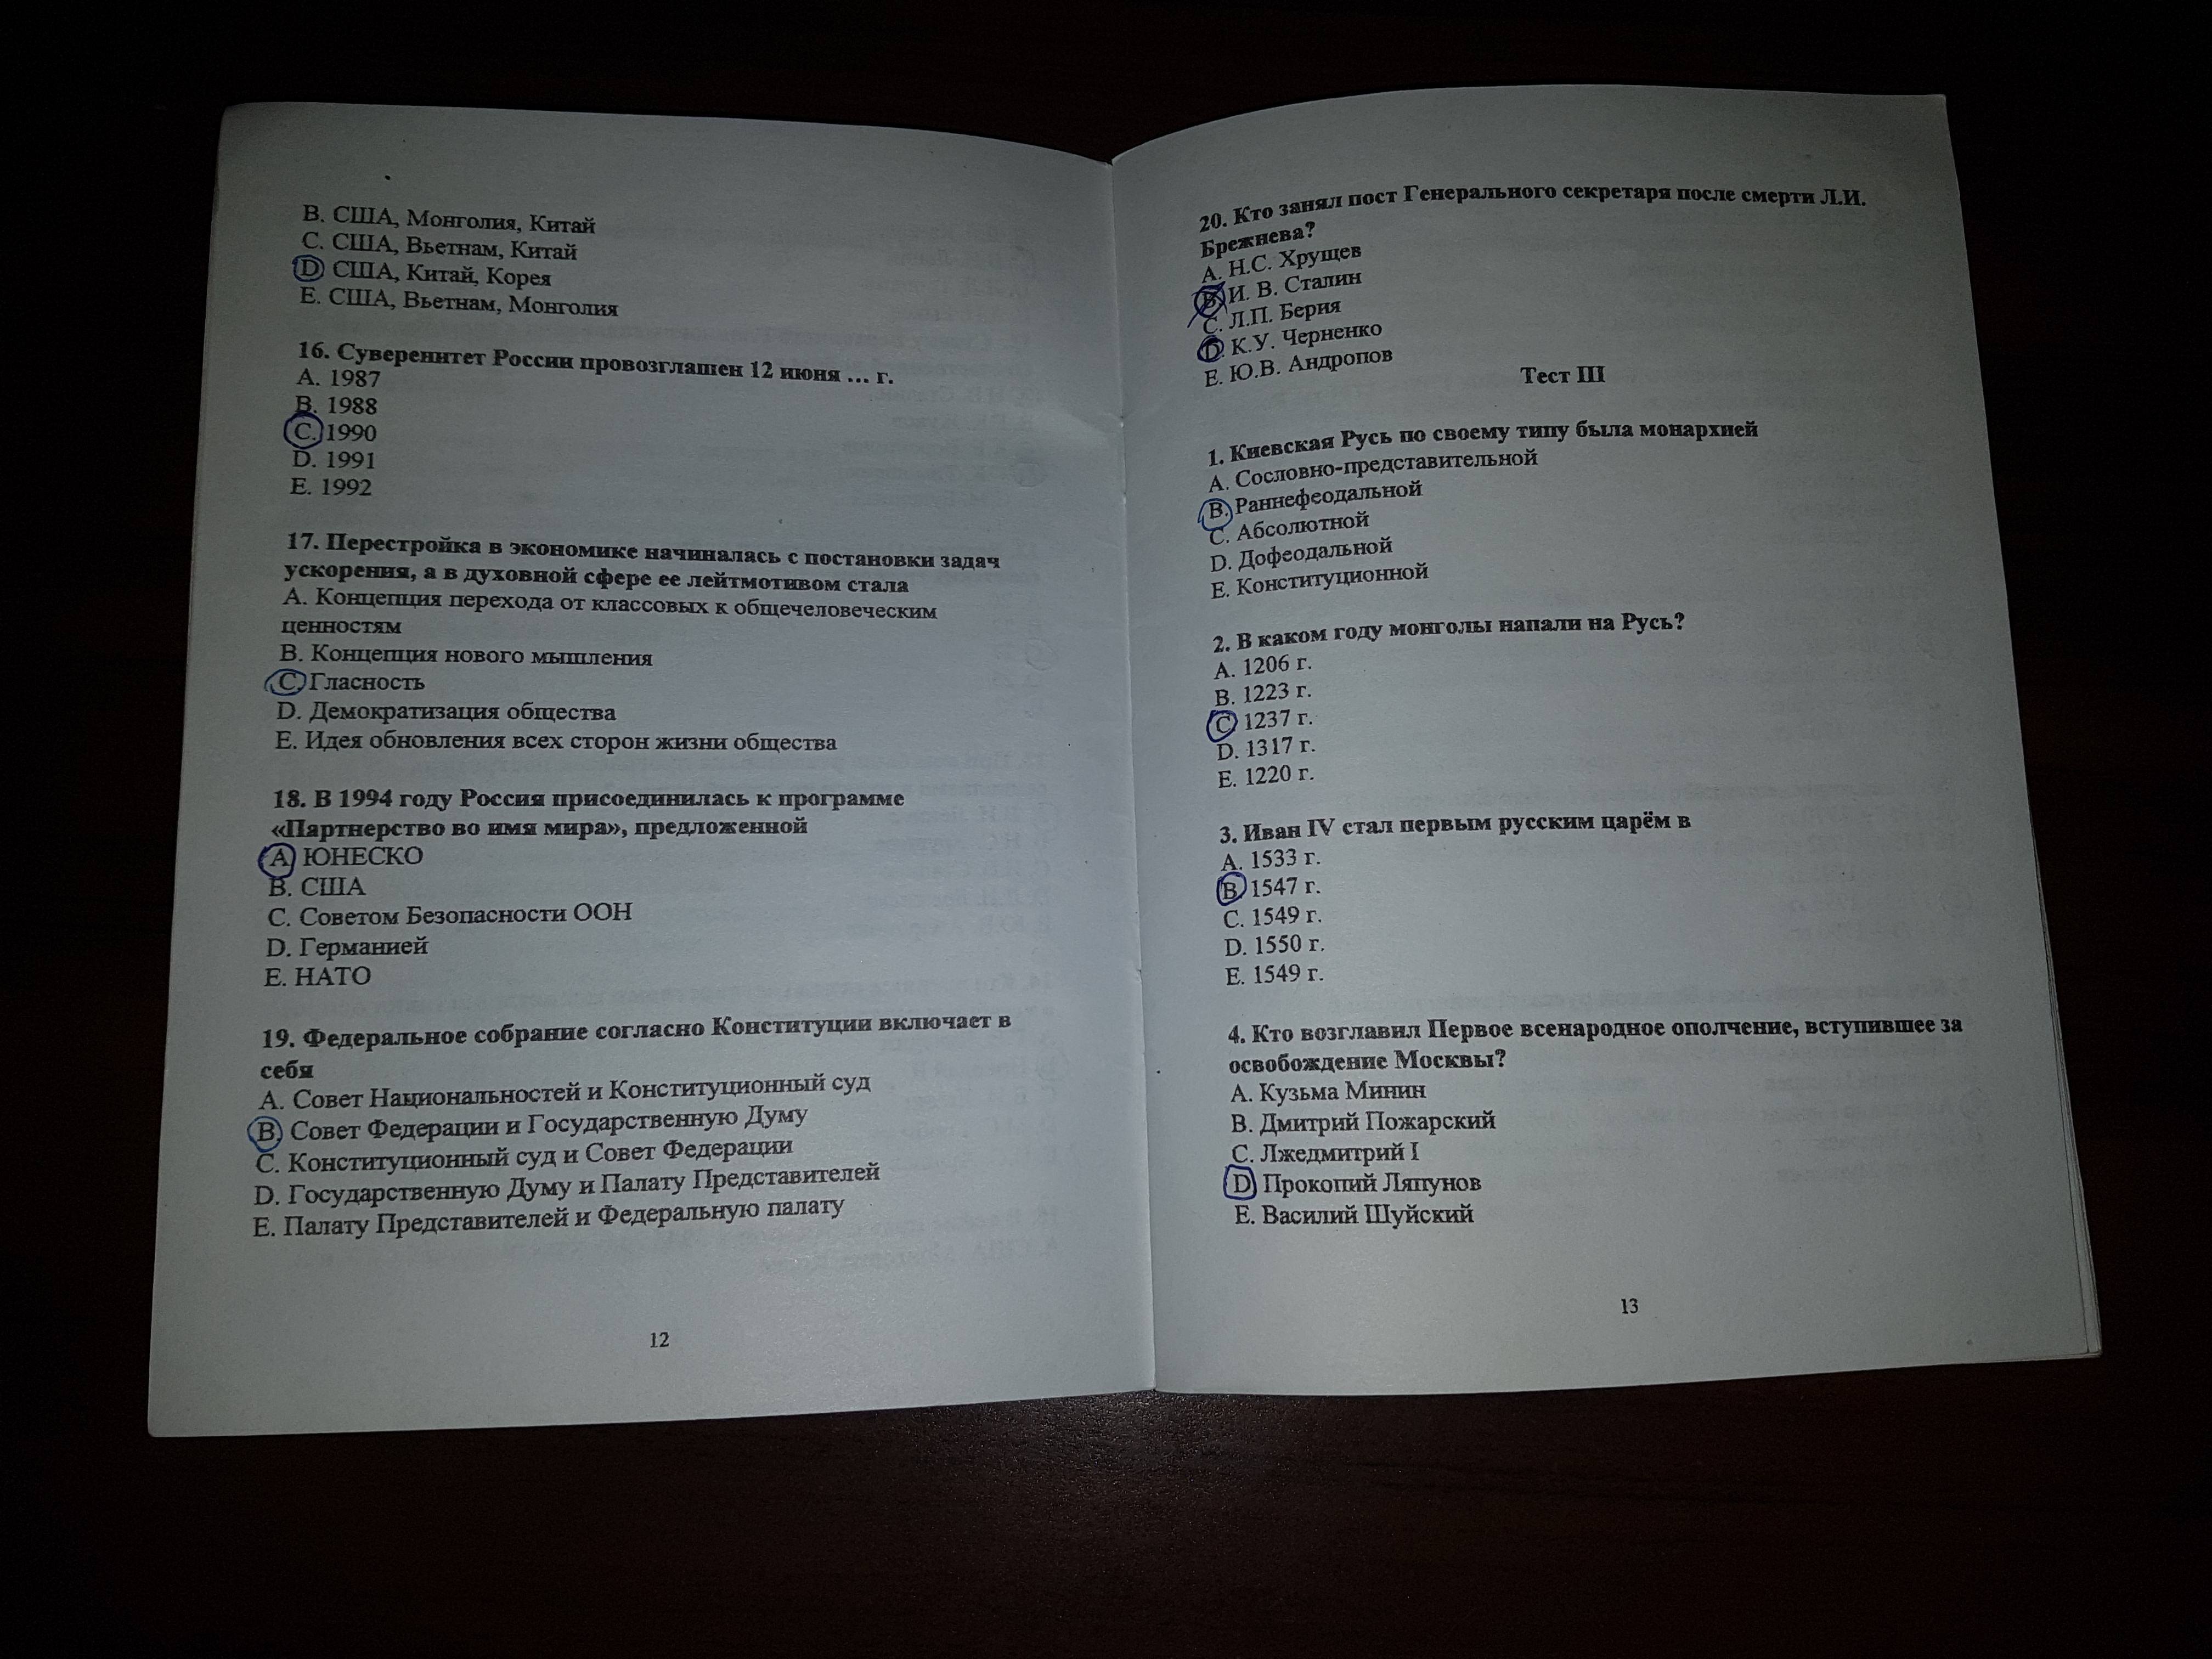 B. США, Монголия, Китай
C. США, Вьетнам, Китай
D США, Китай, Корея
E. США, Вьетнам, Монголия
16. Суверенитет России провозглашен 12 июня ... г.
A. 1987
B. 1988
C. 1990
D. 1991
E. 1992
17. Перестройка в экономике начиналась с постановки задач
ускорения, а в духовной сфере ее лейтмотивом стала
A. Концепция перехода от классовых к общечеловеческим
ценностям
B. Концепция нового мышления
C. Гласность
D. Демократизация общества
E. Идея обновления всех сторон жизни общества
18. В 1994 году Россия присоединилась к программе
«Партнерство во имя мира», предложенной
A ЮНЕСКО
B. США
C. Советом Безопасности ООН
D. Германией
E. НАТО
19. Федеральное собрание согласно Конституции включает в
себя
A. Совет Национальностей и Конституционный суд
B. Совет Федерации и Государственную Думу
C. Конституционный суд и Совет Федерации
D. Государственную Думу и Палату Представителей
E. Палату Представителей и Федеральную палату
12
20. Кто занял пост Генерального секретаря после смерти Л.И.
Брежнева?
A. Н.С. Хрущев
B. И. В. Сталин
C. Л.П. Берия
D. К.У. Черненко
E. Ю.В. Андропов
Тест III
1. Киевская Русь по своему типу была монархией
A. Сословно-представительной
B. Раннефеодальной
C. Абсолютной
D. Дофеодальной
E. Конституционной
2. В каком году монголы напали на Русь?
A. 1206 г.
B. 1223 г.
C. 1237 г.
D. 1317 г.
E. 1220 г.
3. Иван IV стал первым русским царём в
A. 1533 г.
B. 1547 г.
C. 1549 г.
D. 1550 г.
E. 1549 г.
4. Кто возглавил Первое всенародное ополчение, вступившее за
освобождение Москвы?
A. Кузьма Минин
B. Дмитрий Пожарский
C. Лжедмитрий I
D Прокопий Ляпунов
E. Василий Шуйский
13